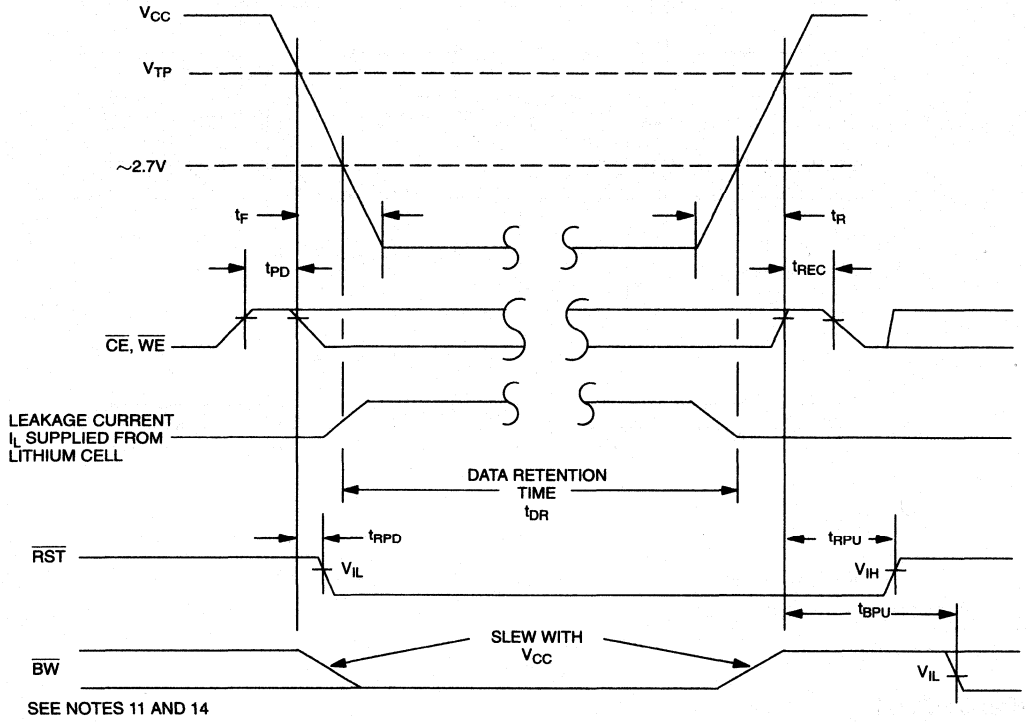 VCC
VTP
~2.7V
tF
tR
tPD
tREC
CE, WE
LEAKAGE CURRENT
IL SUPPLIED FROM
LITHIUM CELL
DATA RETENTION
TIME
tDR
tRPD
tRPU
RST
VIL
VIH
tBPU
SLEW WITH
VCC
BW
VIL
SEE NOTES 11 AND 14